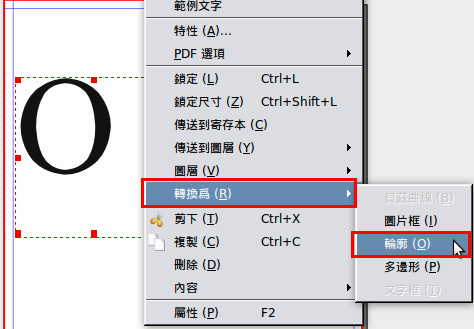 O
範例文字
特性 (A)...
PDF 選項
鎖定 (L) Ctrl+L
鎖定尺寸 (Z) Ctrl+Shift+L
傳送到寄存本 (C)
傳送到圖層 (Y)
圖層 (V)
轉換爲 (R)
貝茲曲線 (B)
圖片框 (I)
輪廓 (O)
多邊形 (P)
文字框 (T)
剪下 (T) Ctrl+X
複製 (C) Ctrl+C
刪除 (D)
內容
屬性 (P) F2